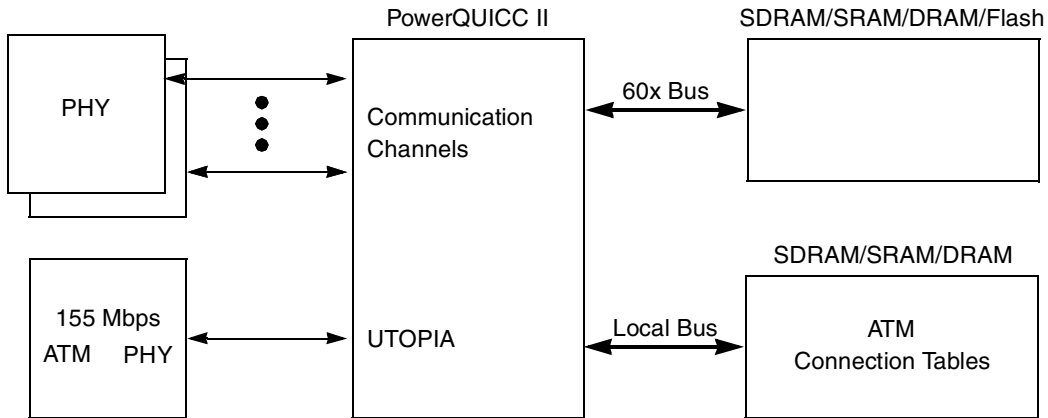 PowerQUICC II
SDRAM/SRAM/DRAM/Flash
PHY
Communication
Channels
60x Bus
SDRAM/SRAM/DRAM
155 Mbps
ATM PHY
UTOPIA
Local Bus
ATM
Connection Tables